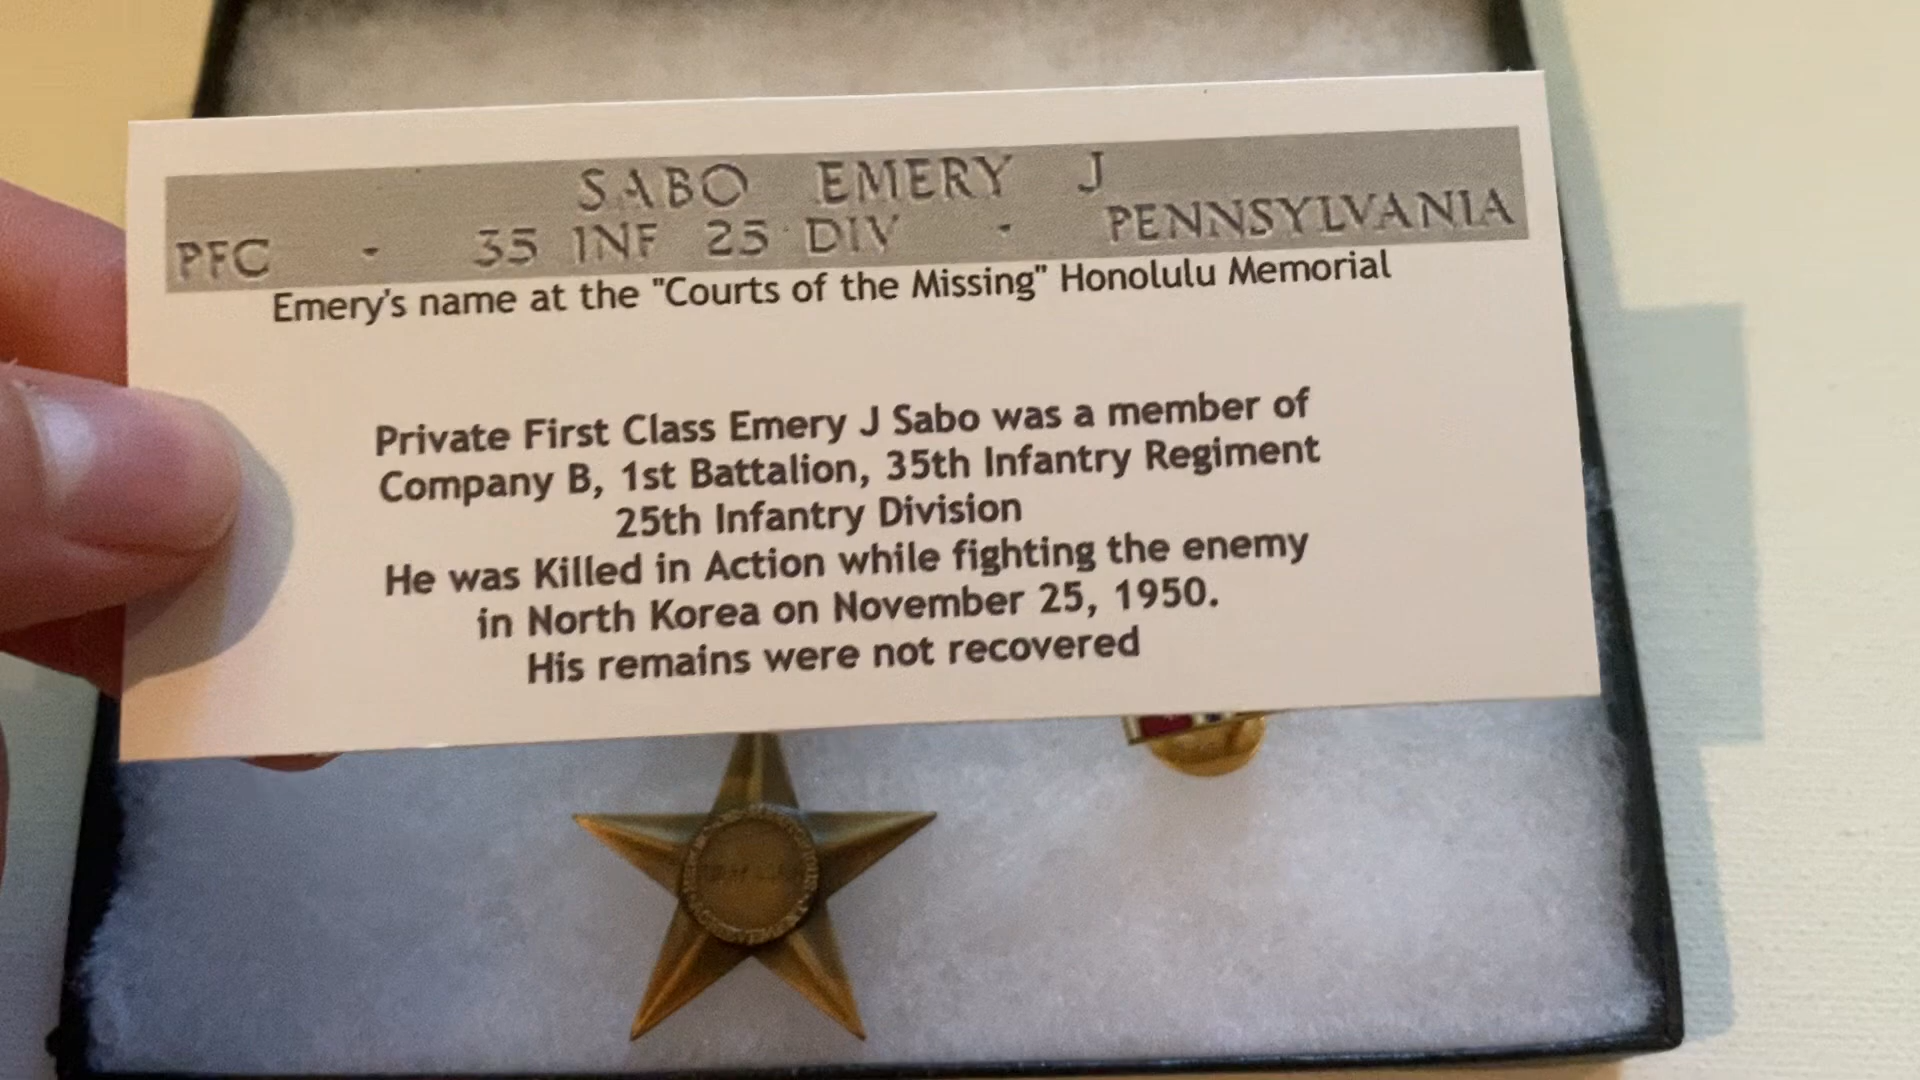 SABO EMERY J
PFC - 35 INF 25 DIV - PENNSYLVANIA
Emery's name at the "Courts of the Missing" Honolulu Memorial
Private First Class Emery J Sabo was a member of
Company B, 1st Battalion, 35th Infantry Regiment
25th Infantry Division
He was Killed in Action while fighting the enemy
in North Korea on November 25, 1950.
His remains were not recovered